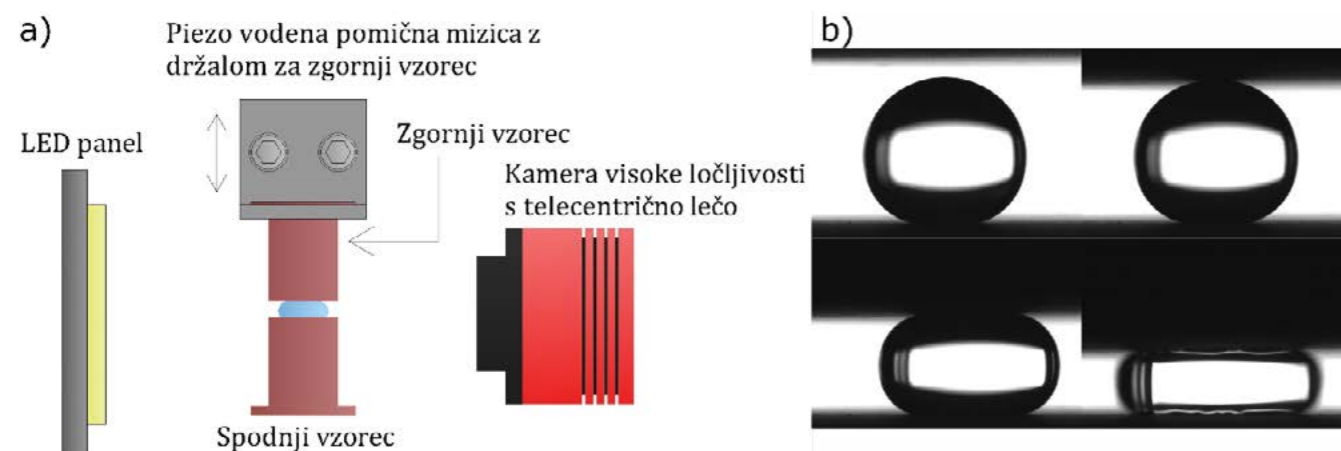 a)
Piezo vodena pomična mizica z
držalom za zgornji vzorec
LED panel
Zgornji vzorec
Kamera visoke ločljivosti
s telecentrično lečo
Spodnji vzorec
b)